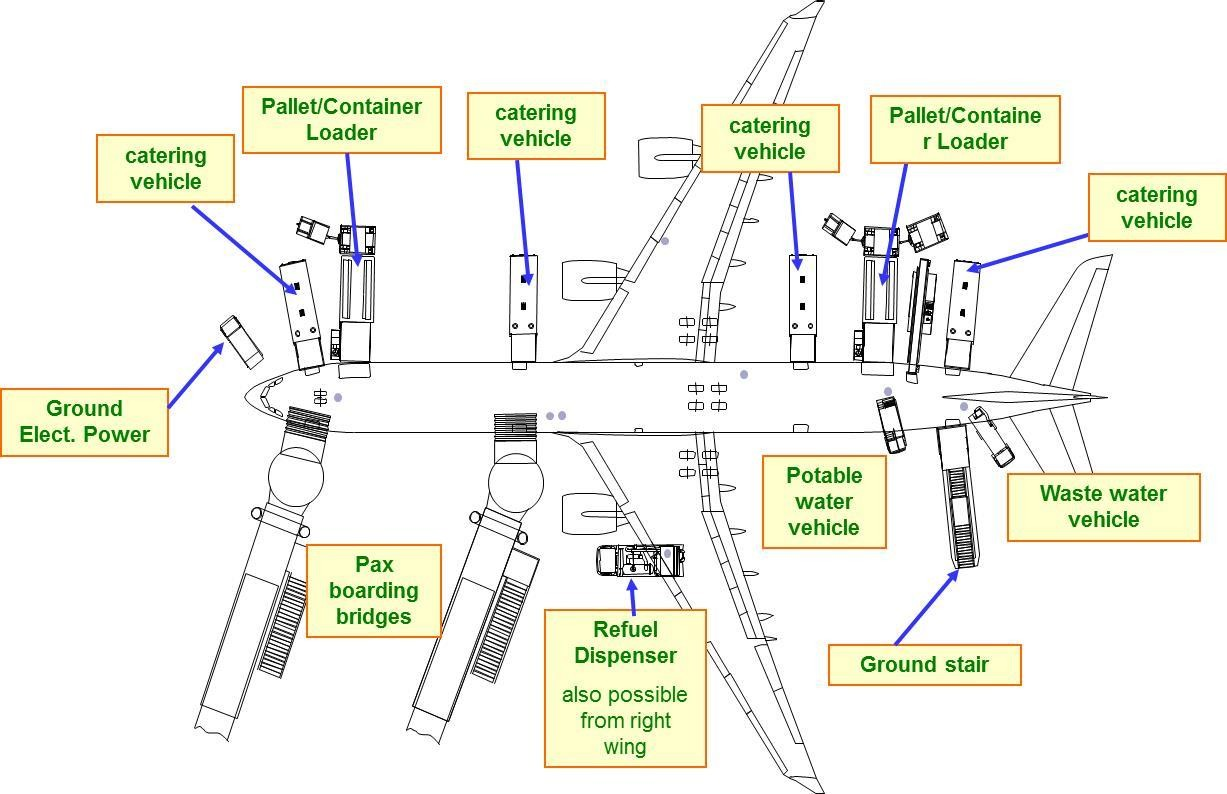 Pallet/Container
Loader
catering
vehicle
catering
vehicle
Pallet/Containe
r Loader
catering
vehicle
catering
vehicle
Ground
Elect. Power
Potable
water
vehicle
Waste water
vehicle
Pax
boarding
bridges
Refuel
Dispenser
also possible
from right
wing
Ground stair